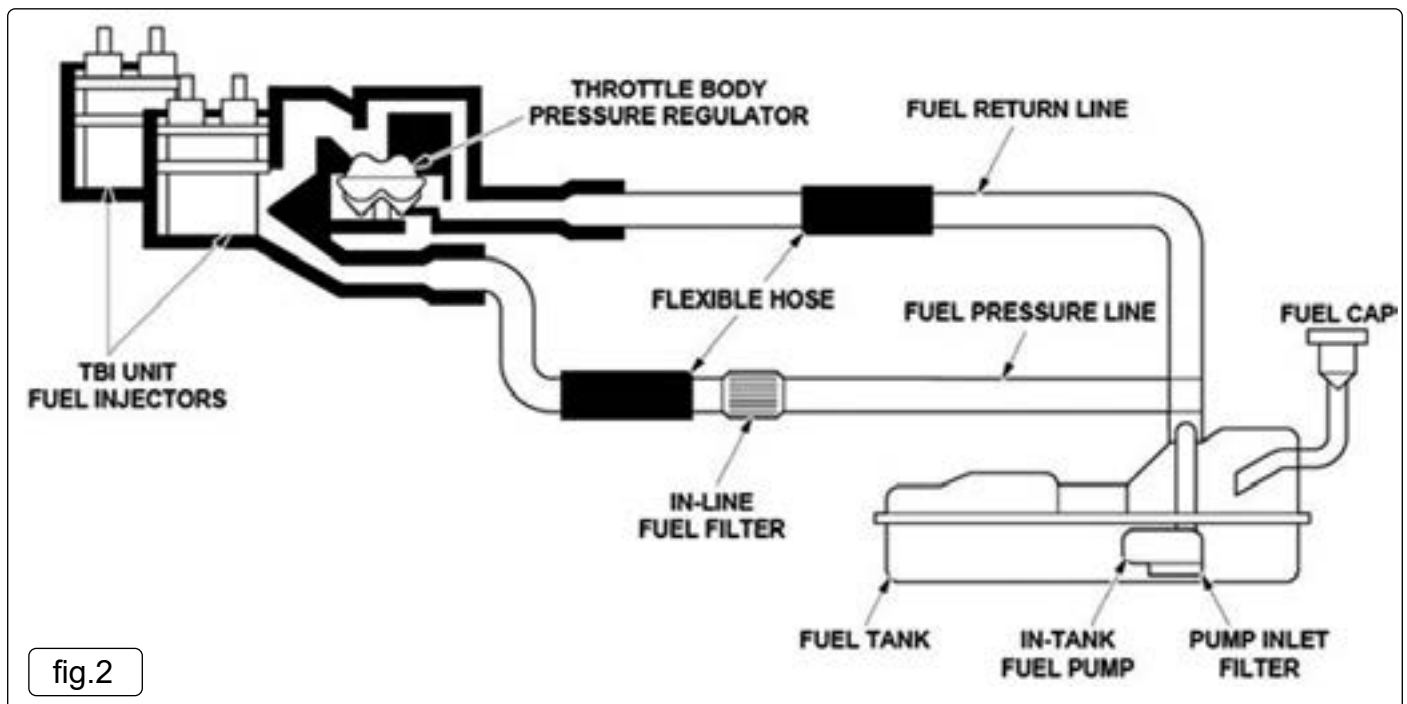 THROTTLE BODY
PRESSURE REGULATOR
FUEL RETURN LINE
FLEXIBLE HOSE
FUEL PRESSURE LINE
FUEL CAP
TBI UNIT
FUEL INJECTORS
IN-LINE
FUEL FILTER
FUEL TANK
IN-TANK
FUEL PUMP
PUMP INLET
FILTER
fig.2